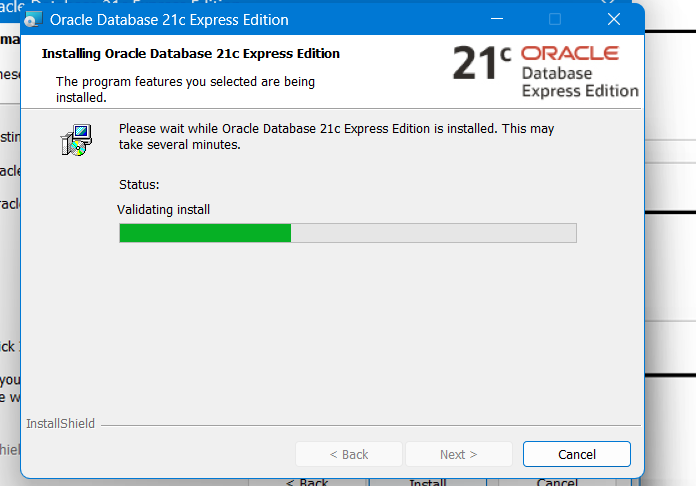 Oracle Database 21c Express Edition
Installing Oracle Database 21c Express Edition
The program features you selected are being
installed.
21c ORACLE
Database
Express Edition
Please wait while Oracle Database 21c Express Edition is installed. This may
take several minutes.
Status:
Validating install
InstallShield
< Back
Next >
Cancel
< Back
Install
Cancel